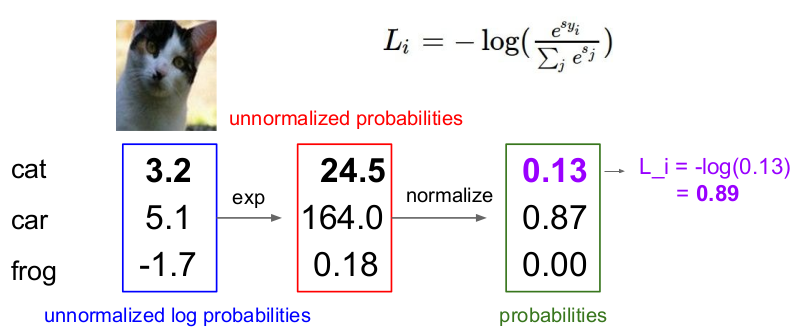 L_i = − log(e^{s_{y_i}} / ∑_j e^{s_j})
unnormalized probabilities
cat 3.2 24.5 0.13 L_i = -log(0.13)
= 0.89
exp normalize
car 5.1 164.0 0.87
frog -1.7 0.18 0.00
unnormalized log probabilities probabilities